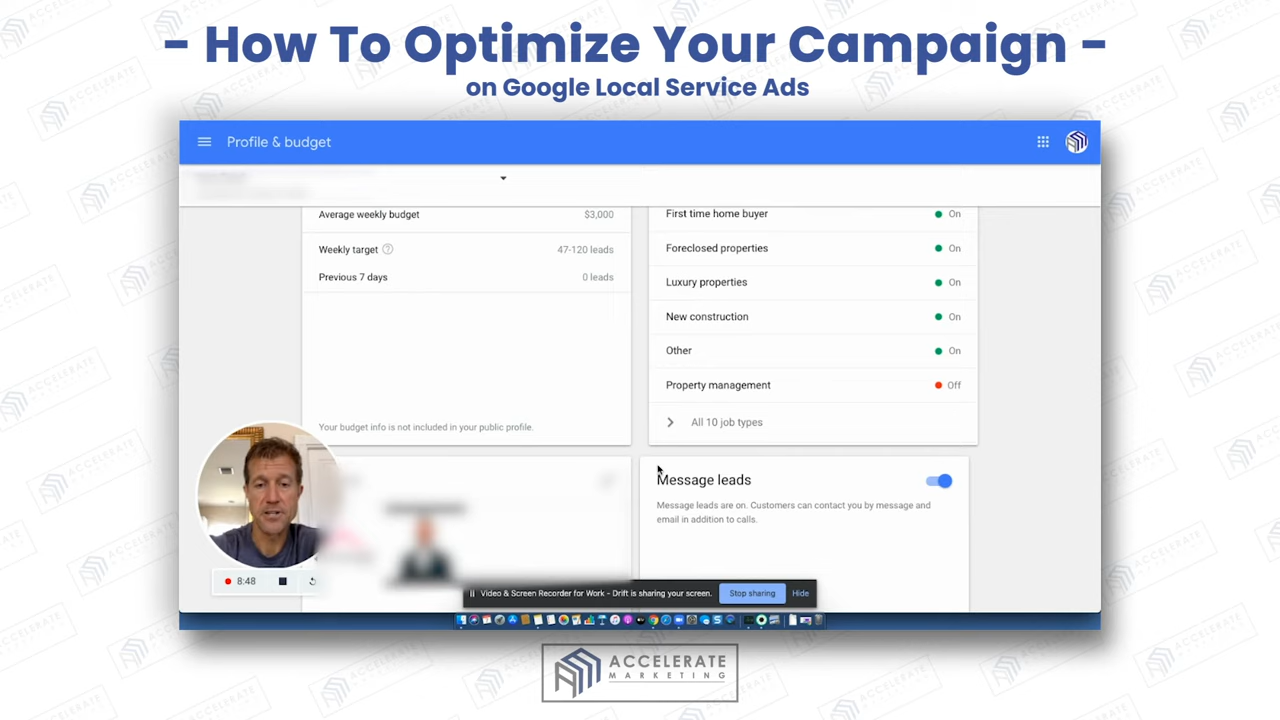 - How To Optimize Your Campaign -
on Google Local Service Ads
Profile & budget
Average weekly budget $3,000
Weekly target 47-120 leads
Previous 7 days 0 leads
Your budget info is not included in your public profile.
First time home buyer On
Foreclosed properties On
Luxury properties On
New construction On
Other On
Property management Off
All 10 job types
Message leads
Message leads are on. Customers can contact you by message and
email in addition to calls.
8:48
Video & Screen Recorder for Work - Drift is sharing your screen. Stop sharing Hide
ACCELERATE
MARKETING